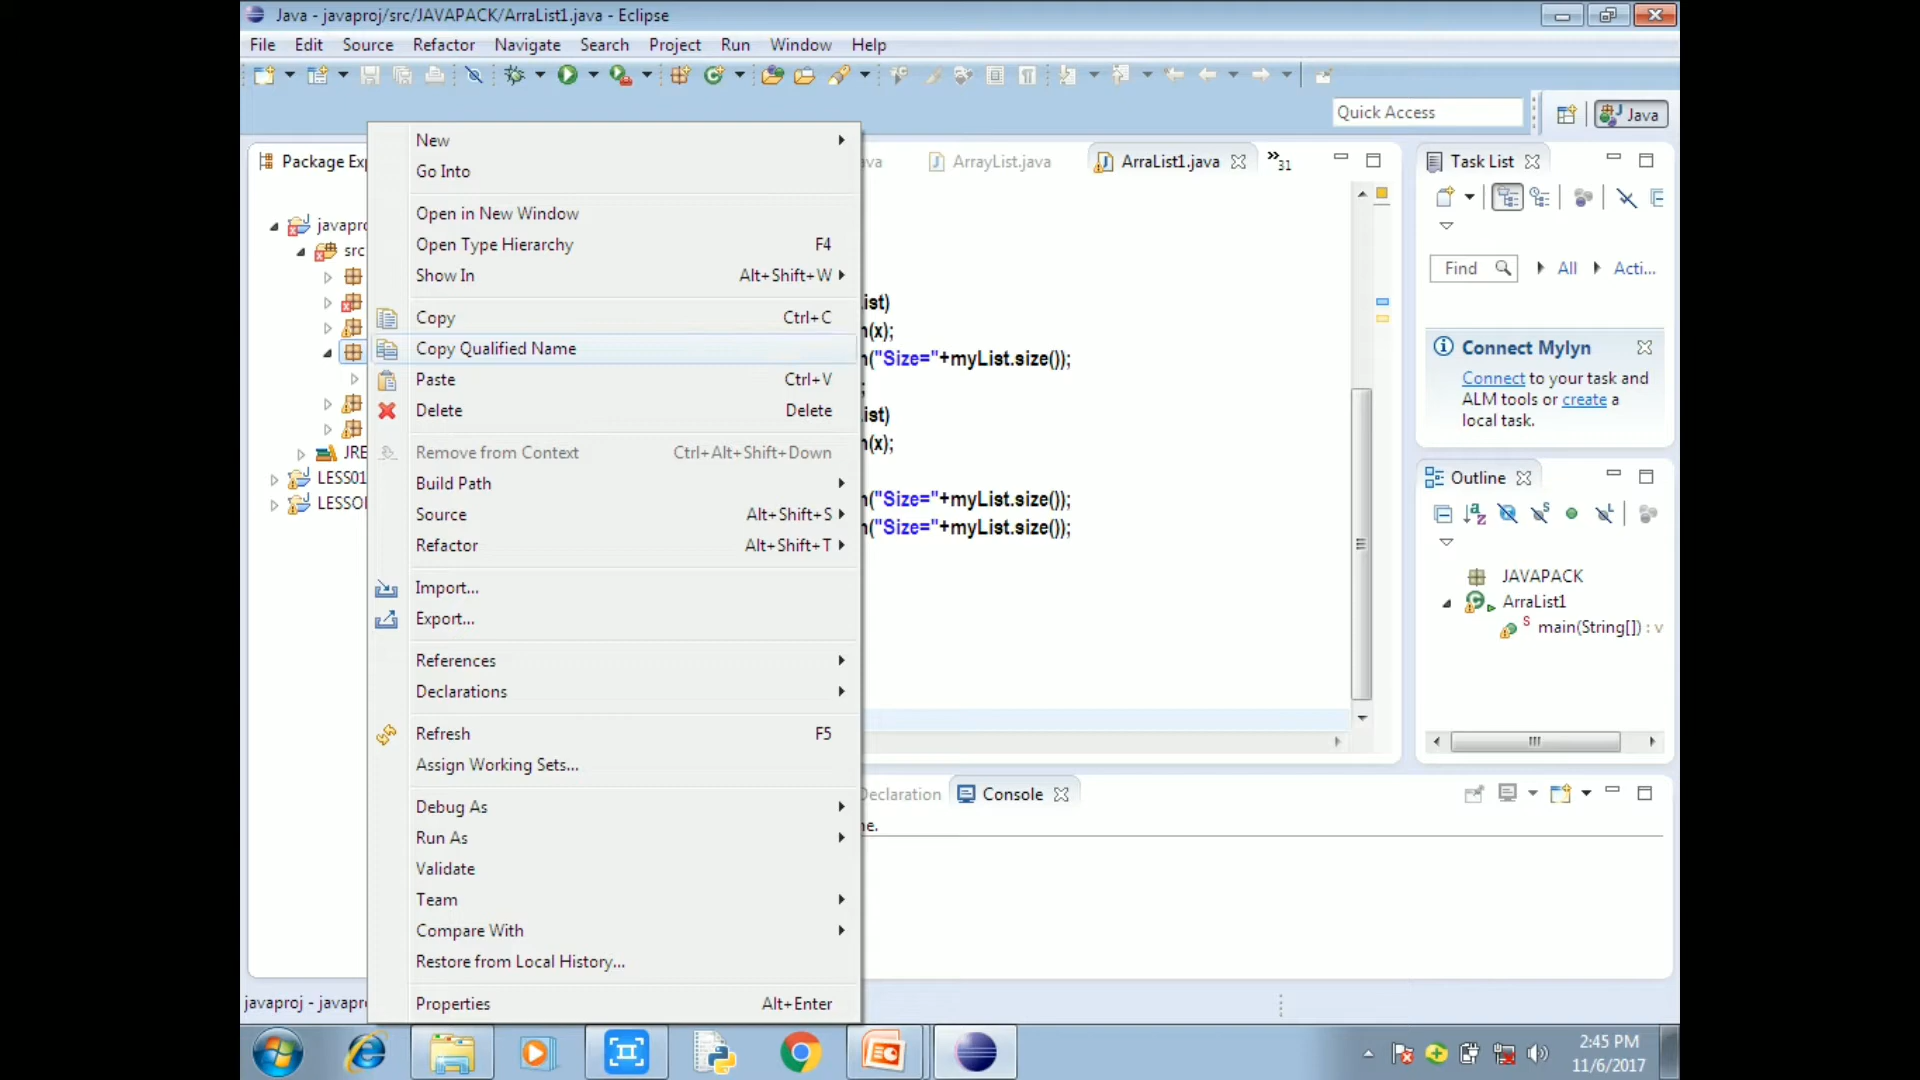 Java - javaproj/src/JAVAPACK/ArraList1.java - Eclipse
File Edit Source Refactor Navigate Search Project Run Window Help
Quick Access
Java
Package Exp
ava
ArrayList.java
ArraList1.java
»31
Task List
javapro
src
JRE
LESS01
LESSO
New
Go Into
Open in New Window
Open Type Hierarchy F4
Show In Alt+Shift+W
Copy Ctrl+C
Copy Qualified Name
Paste Ctrl+V
Delete Delete
Remove from Context Ctrl+Alt+Shift+Down
Build Path
Source Alt+Shift+S
Refactor Alt+Shift+T
Import...
Export...
References
Declarations
Refresh F5
Assign Working Sets...
Debug As
Run As
Validate
Team
Compare With
Restore from Local History...
Properties Alt+Enter
ist)
n(x);
n("Size="+myList.size());
;
ist)
n(x);
n("Size="+myList.size());
n("Size="+myList.size());
Find All Acti...
Connect Mylyn
Connect to your task and
ALM tools or create a
local task.
Outline
JAVAPACK
ArraList1
main(String[]) : v
Declaration Console
ne.
javaproj - javapro
2:45 PM
11/6/2017